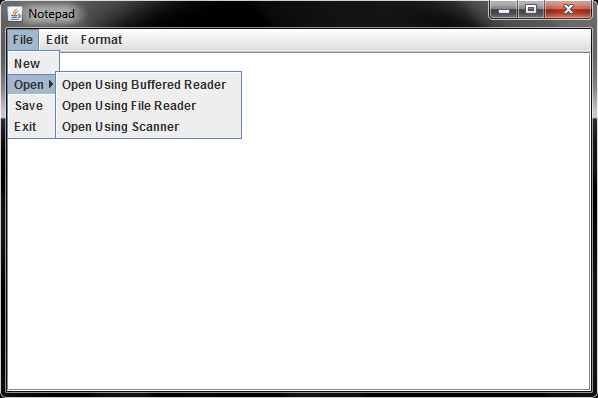 Notepad
File Edit Format
New
Open Open Using Buffered Reader
Save Open Using File Reader
Exit Open Using Scanner